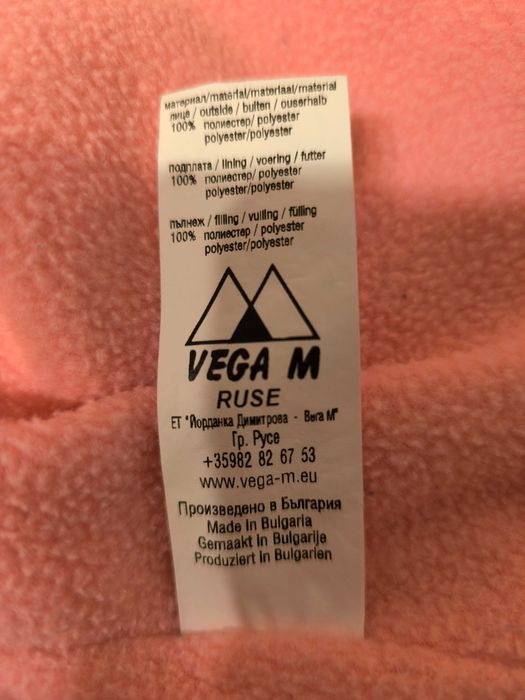 материал/material/materiaal/material
лице / outside / buiten / ouserhalb
100% полиестер/ polyester
polyester/polyester
подплата / lining / voering / futter
100% полиестер/ polyester
polyester/polyester
пълнеж / filling / vulling / fülling
100% полиестер / polyester
polyester/polyester
VEGA M
RUSE
ЕТ "Йорданка Димитрова - Вега М"
Гр. Русе
+35982 82 67 53
www.vega-m.eu
Произведено в България
Made in Bulgaria
Gemaakt in Bulgarije
Produziert in Bulgarien